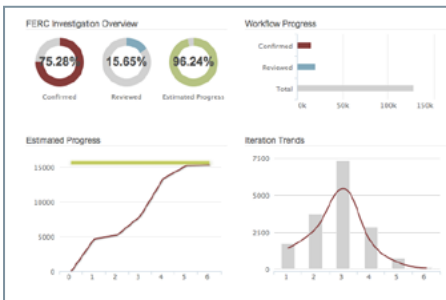 FERC Investigation Overview
75.28%
15.65%
96.24%
Confirmed
Reviewed
Estimated Progress
Workflow Progress
Confirmed
Reviewed
Total
0k
50k
100k
150k
Estimated Progress
15000
10000
5000
0
0
1
2
3
4
5
6
Iteration Trends
7100
5900
2100
0
1
2
3
4
5
6